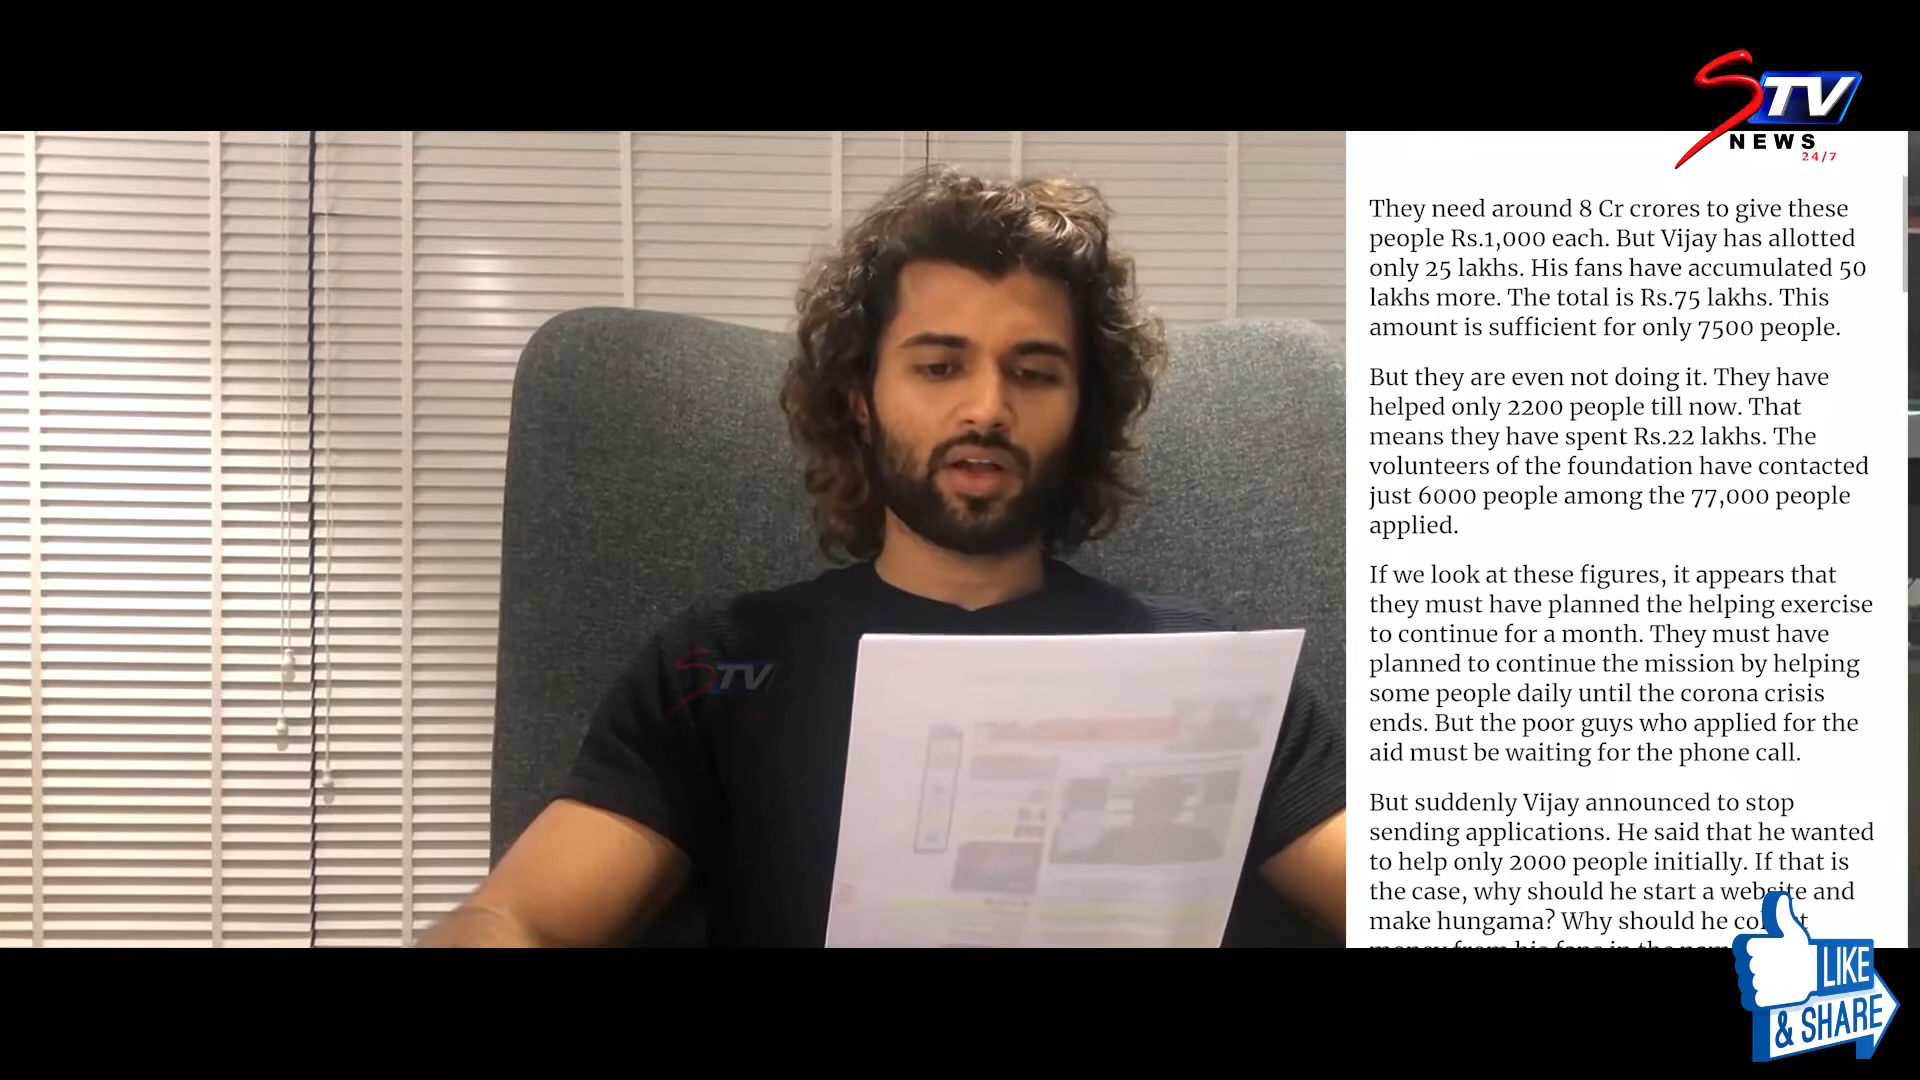 STV
NEWS
24/7
They need around 8 Cr crores to give these
people Rs.1,000 each. But Vijay has allotted
only 25 lakhs. His fans have accumulated 50
lakhs more. The total is Rs.75 lakhs. This
amount is sufficient for only 7500 people.
But they are even not doing it. They have
helped only 2200 people till now. That
means they have spent Rs.22 lakhs. The
volunteers of the foundation have contacted
just 6000 people among the 77,000 people
applied.
If we look at these figures, it appears that
they must have planned the helping exercise
to continue for a month. They must have
planned to continue the mission by helping
some people daily until the corona crisis
ends. But the poor guys who applied for the
aid must be waiting for the phone call.
But suddenly Vijay announced to stop
sending applications. He said that he wanted
to help only 2000 people initially. If that is
the case, why should he start a website and
make hungama? Why should he
money from his fans in the
STV
LIKE
& SHARE